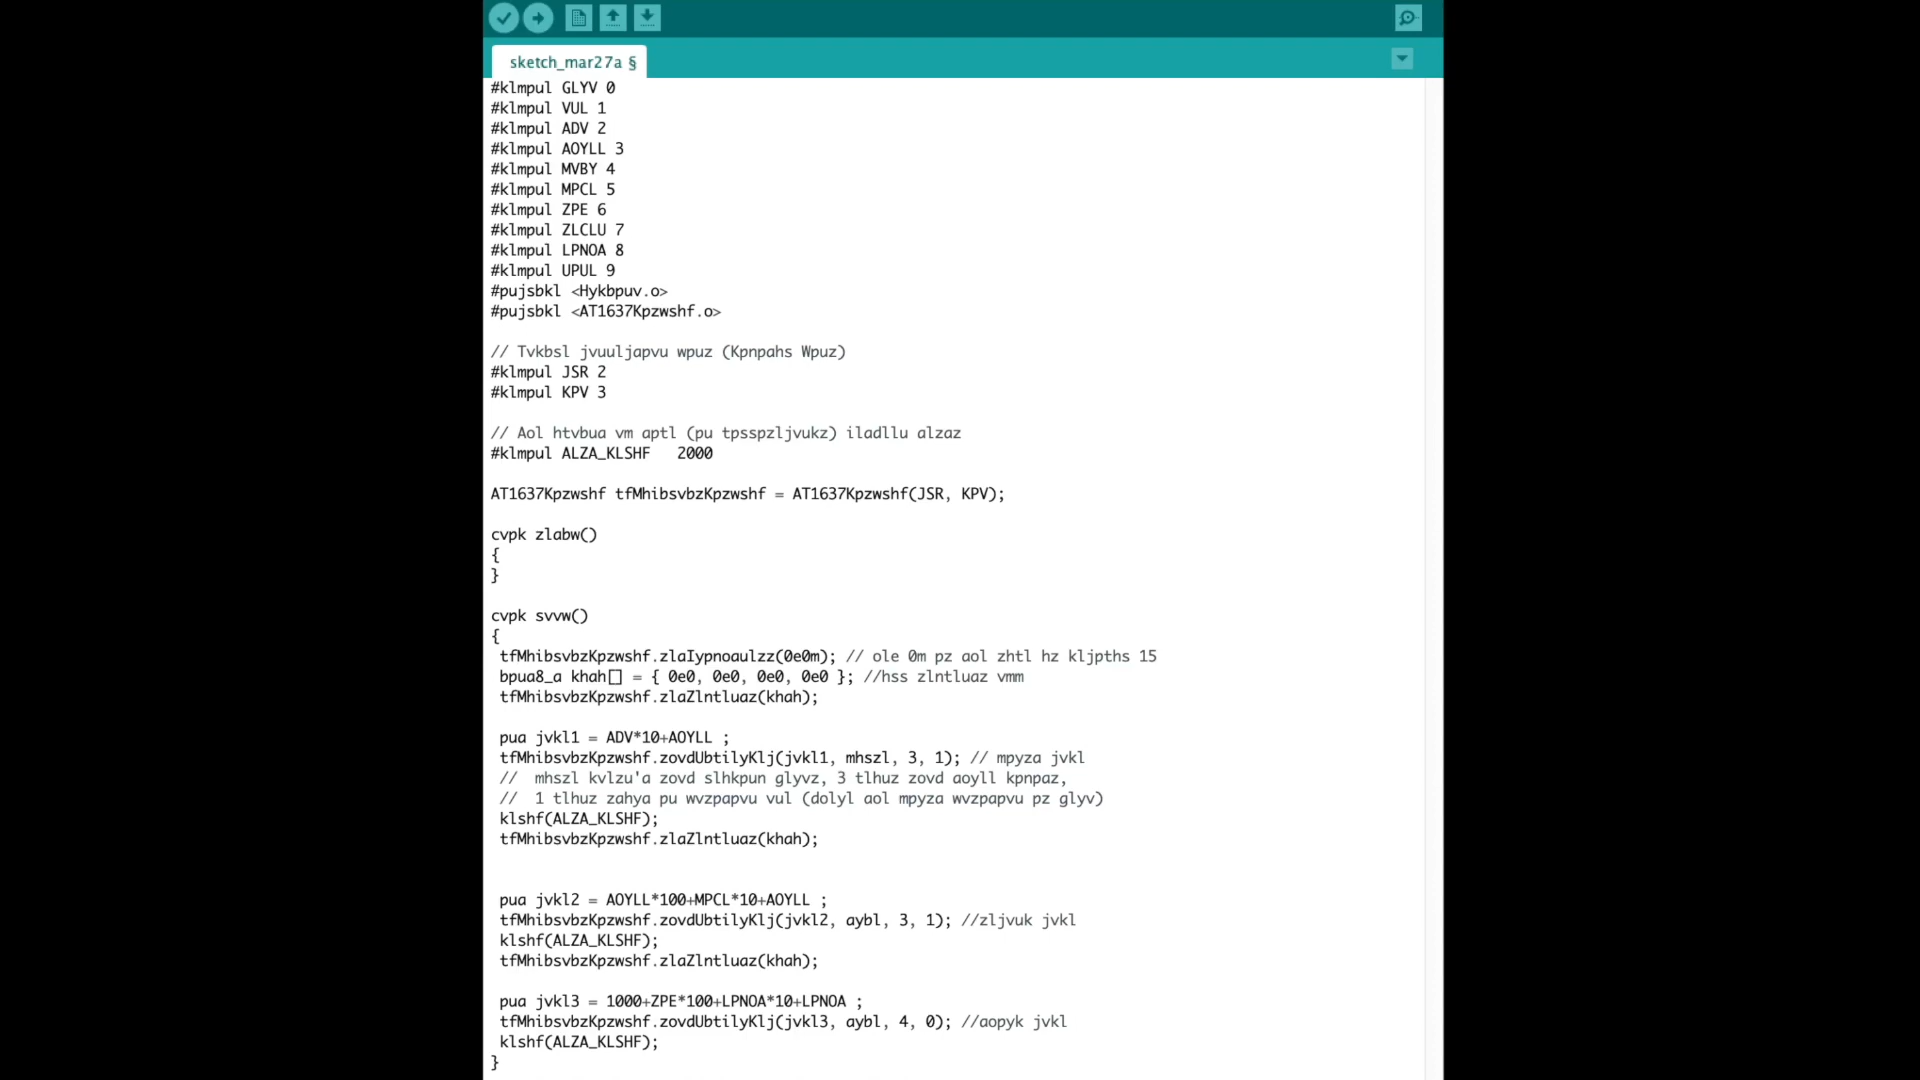 sketch_mar27a §
#klmpul GLYV 0
#klmpul VUL 1
#klmpul ADV 2
#klmpul AOYLL 3
#klmpul MVBY 4
#klmpul MPCL 5
#klmpul ZPE 6
#klmpul ZLCLU 7
#klmpul LPNOA 8
#klmpul UPUL 9
#pujsbkl <Hykbpuv.o>
#pujsbkl <AT1637Kpzwshf.o>
// Tvkbsl jvuuljapvu wpuz (Kpnpahs Wpuz)
#klmpul JSR 2
#klmpul KPV 3
// Aol htvbua vm aptl (pu tpsspzljvukz) iladllu alzaz
#klmpul ALZA_KLSHF   2000
AT1637Kpzwshf tfMhibsvbzKpzwshf = AT1637Kpzwshf(JSR, KPV);
cvpk zlabw()
{
}
cvpk svvw()
{
tfMhibsvbzKpzwshf.zlaIypnoaulzz(0e0m); // ole 0m pz aol zhtl hz kljpths 15
bpua8_a khah[] = { 0e0, 0e0, 0e0, 0e0 }; //hss zlntluaz vmm
tfMhibsvbzKpzwshf.zlaZlntluaz(khah);
pua jvkl1 = ADV*10+AOYLL ;
tfMhibsvbzKpzwshf.zovdUbtilyKlj(jvkl1, mhszl, 3, 1); // mpyza jvkl
//  mhszl kvlzu'a zovd slhkpun glyvz, 3 tlhuz zovd aoyll kpnpaz,
//  1 tlhuz zahya pu wvzpapvu vul (dolyl aol mpyza wvzpapvu pz glyv)
klshf(ALZA_KLSHF);
tfMhibsvbzKpzwshf.zlaZlntluaz(khah);
pua jvkl2 = AOYLL*100+MPCL*10+AOYLL ;
tfMhibsvbzKpzwshf.zovdUbtilyKlj(jvkl2, aybl, 3, 1); //zljvuk jvkl
klshf(ALZA_KLSHF);
tfMhibsvbzKpzwshf.zlaZlntluaz(khah);
pua jvkl3 = 1000+ZPE*100+LPNOA*10+LPNOA ;
tfMhibsvbzKpzwshf.zovdUbtilyKlj(jvkl3, aybl, 4, 0); //aopyk jvkl
klshf(ALZA_KLSHF);
}